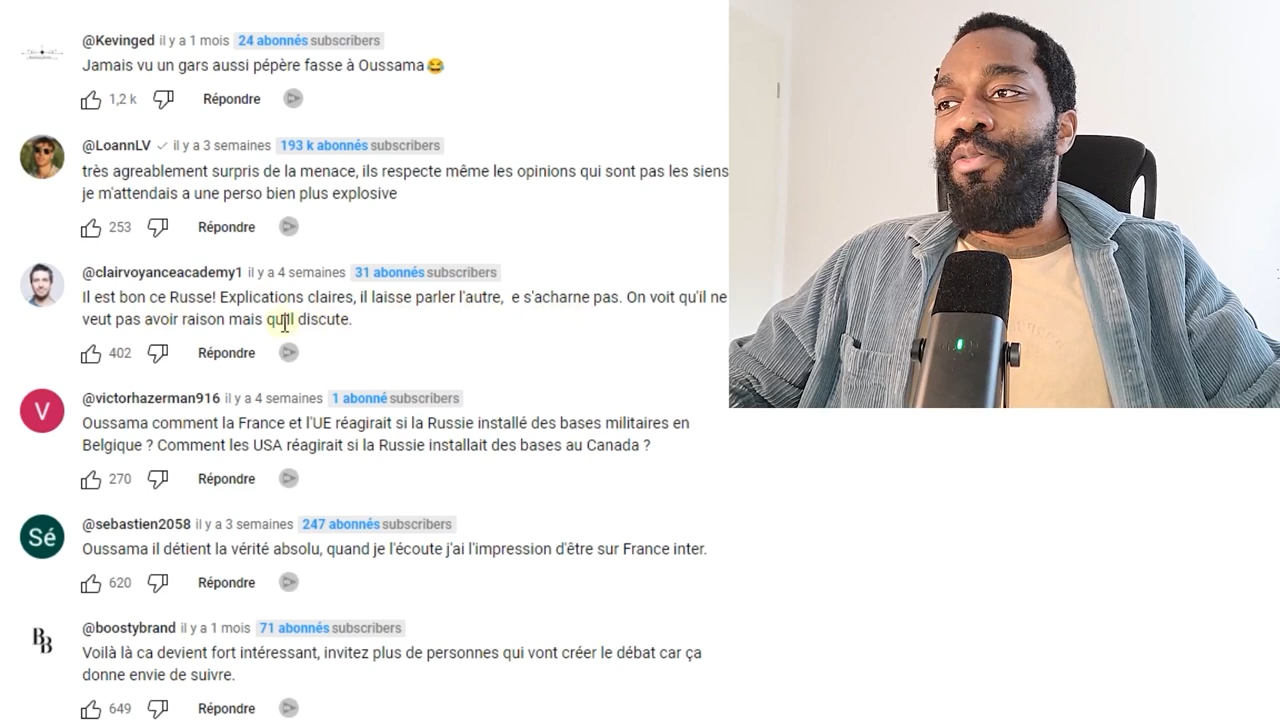 @Kevinged il y a 1 mois 24 abonnés subscribers
Jamais vu un gars aussi pépère fasse à Oussama😂
1,2 k Répondre
@LoannLV il y a 3 semaines 193 k abonnés subscribers
très agreablement surpris de la menace, ils respecte même les opinions qui sont pas les siens
je m'attendais a une perso bien plus explosive
253 Répondre
@clairvoyanceacademy1 il y a 4 semaines 31 abonnés subscribers
Il est bon ce Russe! Explications claires, il laisse parler l'autre, e s'acharne pas. On voit qu'il ne
veut pas avoir raison mais qu'il discute.
402 Répondre
V
@victorhazerman916 il y a 4 semaines 1 abonné subscribers
Oussama comment la France et l'UE réagirait si la Russie installé des bases militaires en
Belgique ? Comment les USA réagirait si la Russie installait des bases au Canada ?
270 Répondre
Sé
@sebastien2058 il y a 3 semaines 247 abonnés subscribers
Oussama il détient la vérité absolu, quand je l'écoute j'ai l'impression d'être sur France inter.
620 Répondre
BB
@boostybrand il y a 1 mois 71 abonnés subscribers
Voilà là ca devient fort intéressant, invitez plus de personnes qui vont créer le débat car ça
donne envie de suivre.
649 Répondre